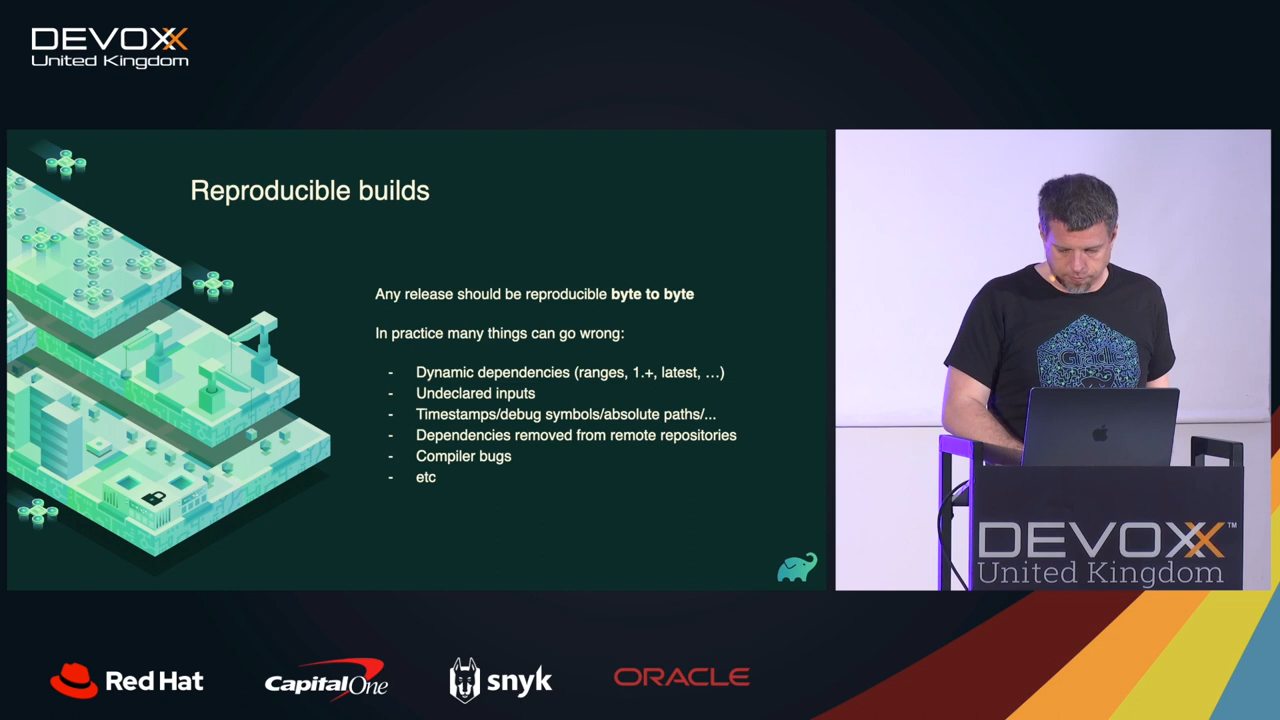 DEVOXX
United Kingdom
Reproducible builds
Any release should be reproducible byte to byte
In practice many things can go wrong:
- Dynamic dependencies (ranges, 1.+, latest, …)
- Undeclared inputs
- Timestamps/debug symbols/absolute paths/...
- Dependencies removed from remote repositories
- Compiler bugs
- etc
Gradle
DEVOXX™
United Kingdom
Red Hat
Capital One
snyk
ORACLE